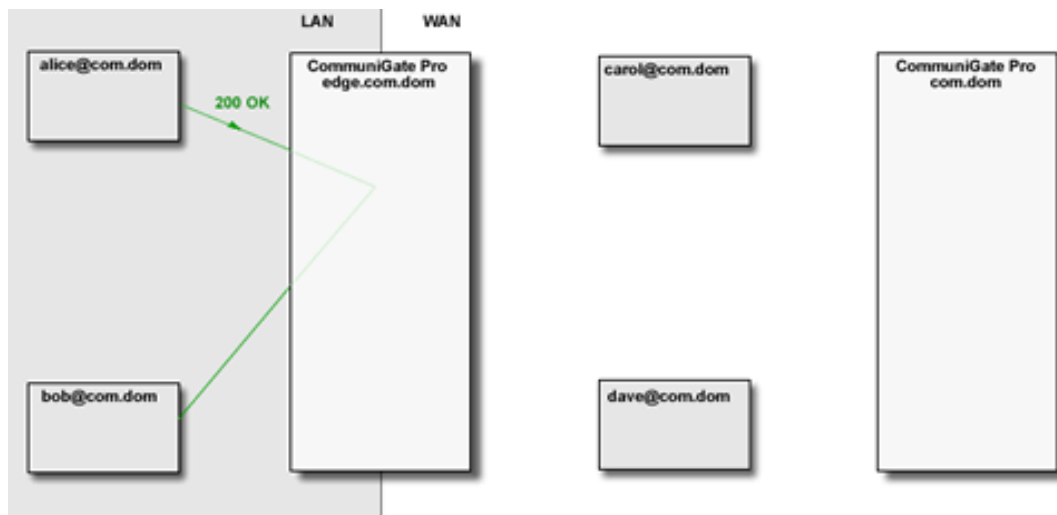 LAN
WAN
alice@com.dom
CommuniGate Pro
edge.com.dom
carol@com.dom
CommuniGate Pro
com.dom
200 OK
bob@com.dom
dave@com.dom